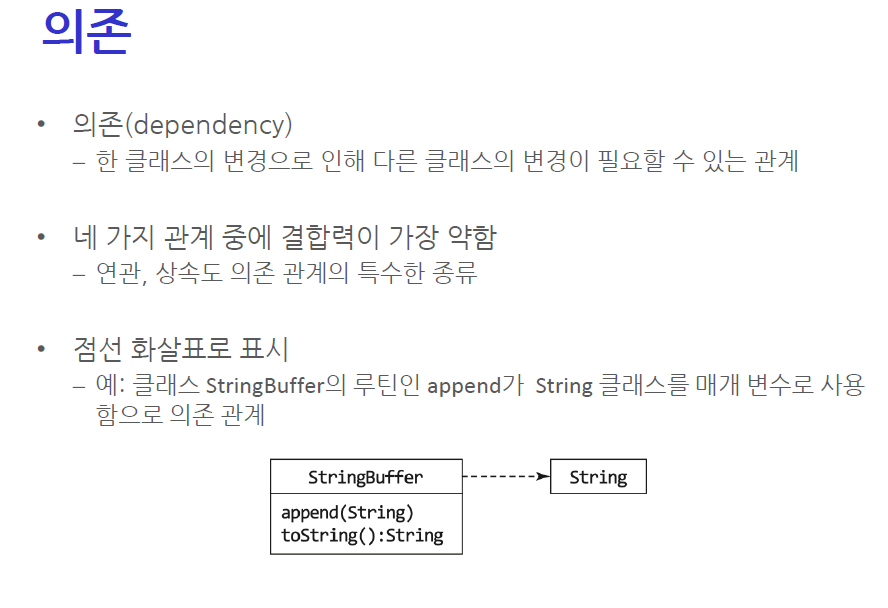 의존
• 의존(dependency)
– 한 클래스의 변경으로 인해 다른 클래스의 변경이 필요할 수 있는 관계
• 네 가지 관계 중에 결합력이 가장 약함
– 연관, 상속도 의존 관계의 특수한 종류
• 점선 화살표로 표시
– 예: 클래스 StringBuffer의 루틴인 append가 String 클래스를 매개 변수로 사용
함으로 의존 관계
StringBuffer
String
append(String)
toString():String